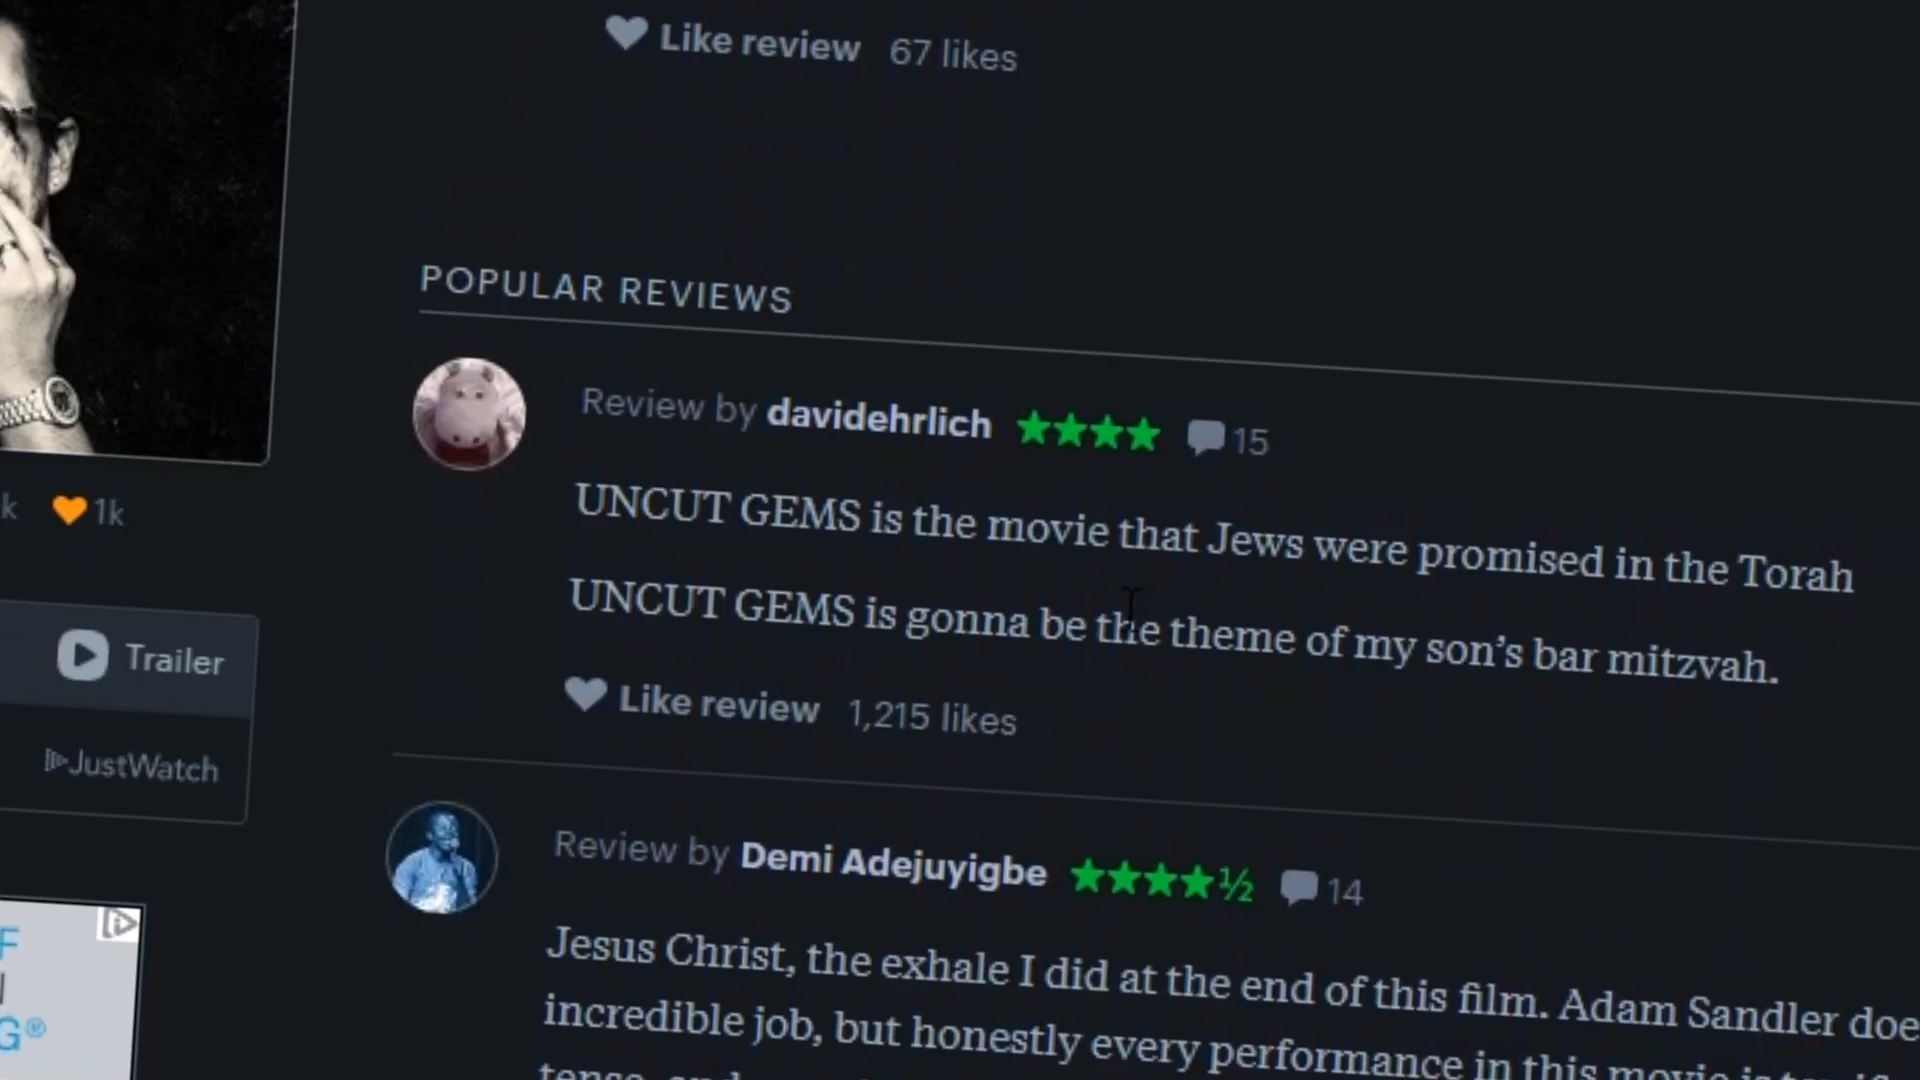 Like review 67 likes
POPULAR REVIEWS
Review by davidehrlich ★★★★ 15
UNCUT GEMS is the movie that Jews were promised in the Torah
UNCUT GEMS is gonna be the theme of my son’s bar mitzvah.
Like review 1,215 likes
Review by Demi Adejuyigbe ★★★★½ 14
Jesus Christ, the exhale I did at the end of this film. Adam Sandler doe
incredible job, but honestly every performance in this movie is
k 1k
Trailer
JustWatch
F
G®